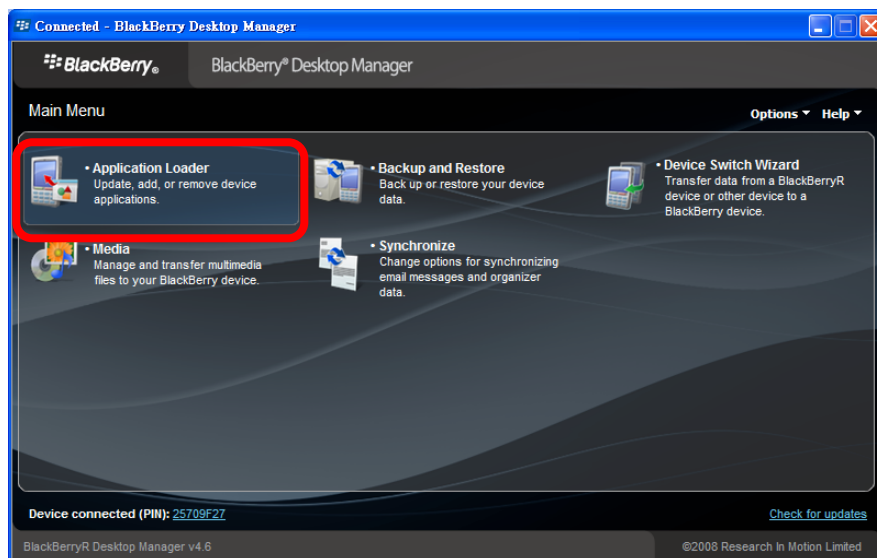 Connected - BlackBerry Desktop Manager
BlackBerry®
BlackBerry® Desktop Manager
Main Menu
Options
Help
• Application Loader
Update, add, or remove device
applications.
• Backup and Restore
Back up or restore your device
data.
• Device Switch Wizard
Transfer data from a BlackBerryR
device or other device to a
BlackBerry device.
• Media
Manage and transfer multimedia
files to your BlackBerry device.
• Synchronize
Change options for synchronizing
email messages and organizer
data.
Device connected (PIN): 25709F27
Check for updates
BlackBerryR Desktop Manager v4.6
©2008 Research In Motion Limited